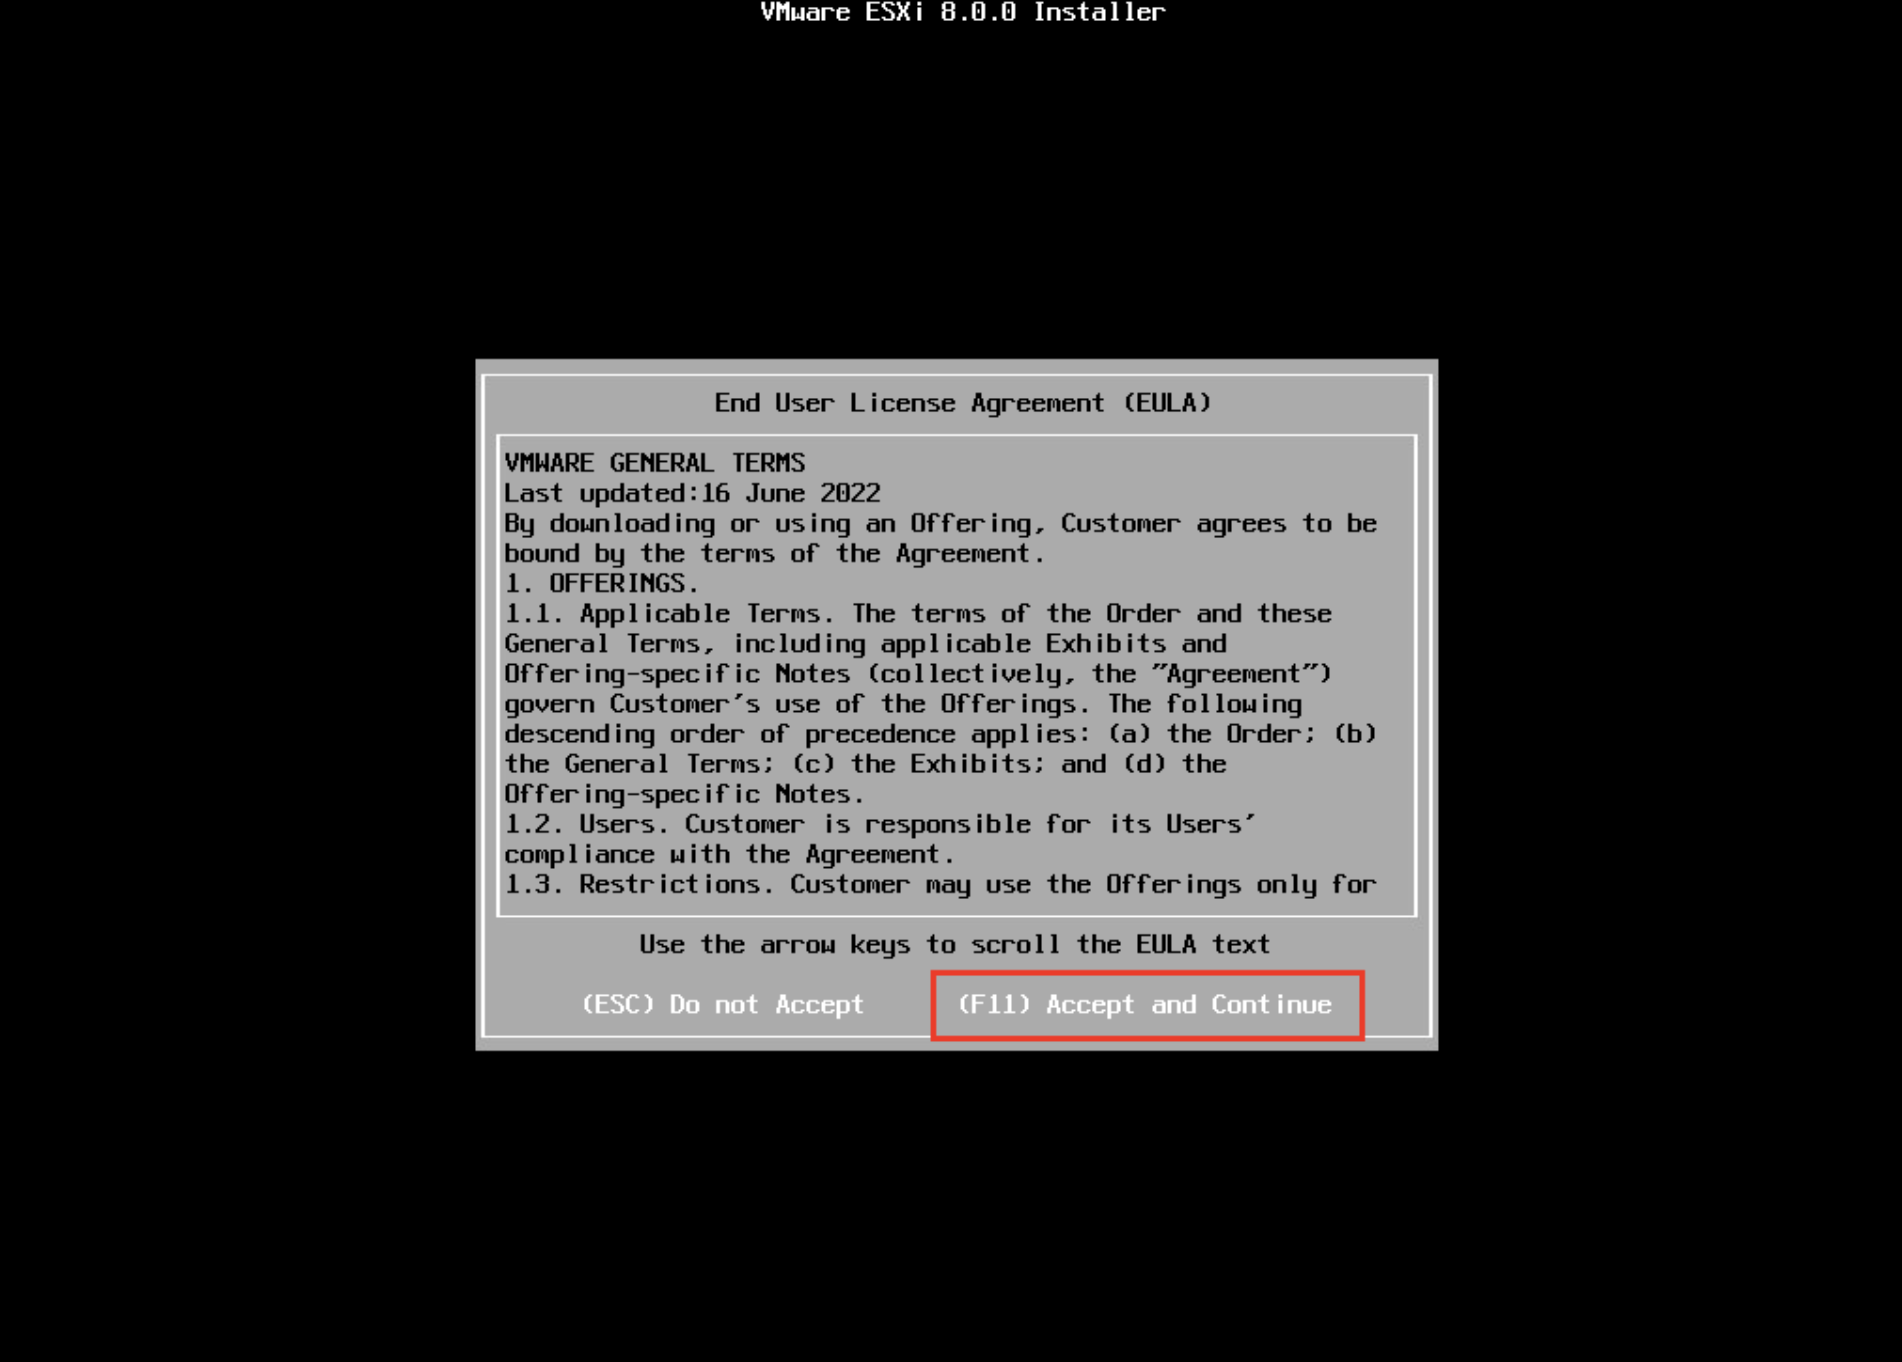 VMware ESXi 8.0.0 Installer
End User License Agreement (EULA)
VMWARE GENERAL TERMS
Last updated:16 June 2022
By downloading or using an Offering, Customer agrees to be
bound by the terms of the Agreement.
1. OFFERINGS.
1.1. Applicable Terms. The terms of the Order and these
General Terms, including applicable Exhibits and
Offering-specific Notes (collectively, the "Agreement")
govern Customer's use of the Offerings. The following
descending order of precedence applies: (a) the Order; (b)
the General Terms; (c) the Exhibits; and (d) the
Offering-specific Notes.
1.2. Users. Customer is responsible for its Users'
compliance with the Agreement.
1.3. Restrictions. Customer may use the Offerings only for
Use the arrow keys to scroll the EULA text
(ESC) Do not Accept (F11) Accept and Continue